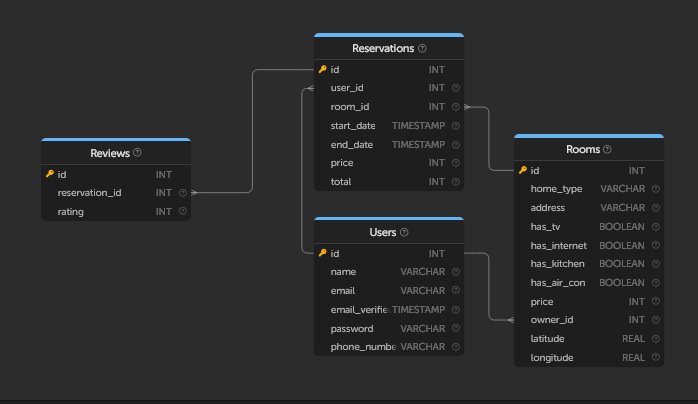 Reservations
id INT
user_id INT
room_id INT
start_date TIMESTAMP
end_date TIMESTAMP
price INT
total INT
Reviews
id INT
reservation_id INT
rating INT
Users
id INT
name VARCHAR
email VARCHAR
email_verifie TIMESTAMP
password VARCHAR
phone_numbe VARCHAR
Rooms
id INT
home_type VARCHAR
address VARCHAR
has_tv BOOLEAN
has_internet BOOLEAN
has_kitchen BOOLEAN
has_air_con BOOLEAN
price INT
owner_id INT
latitude REAL
longitude REAL